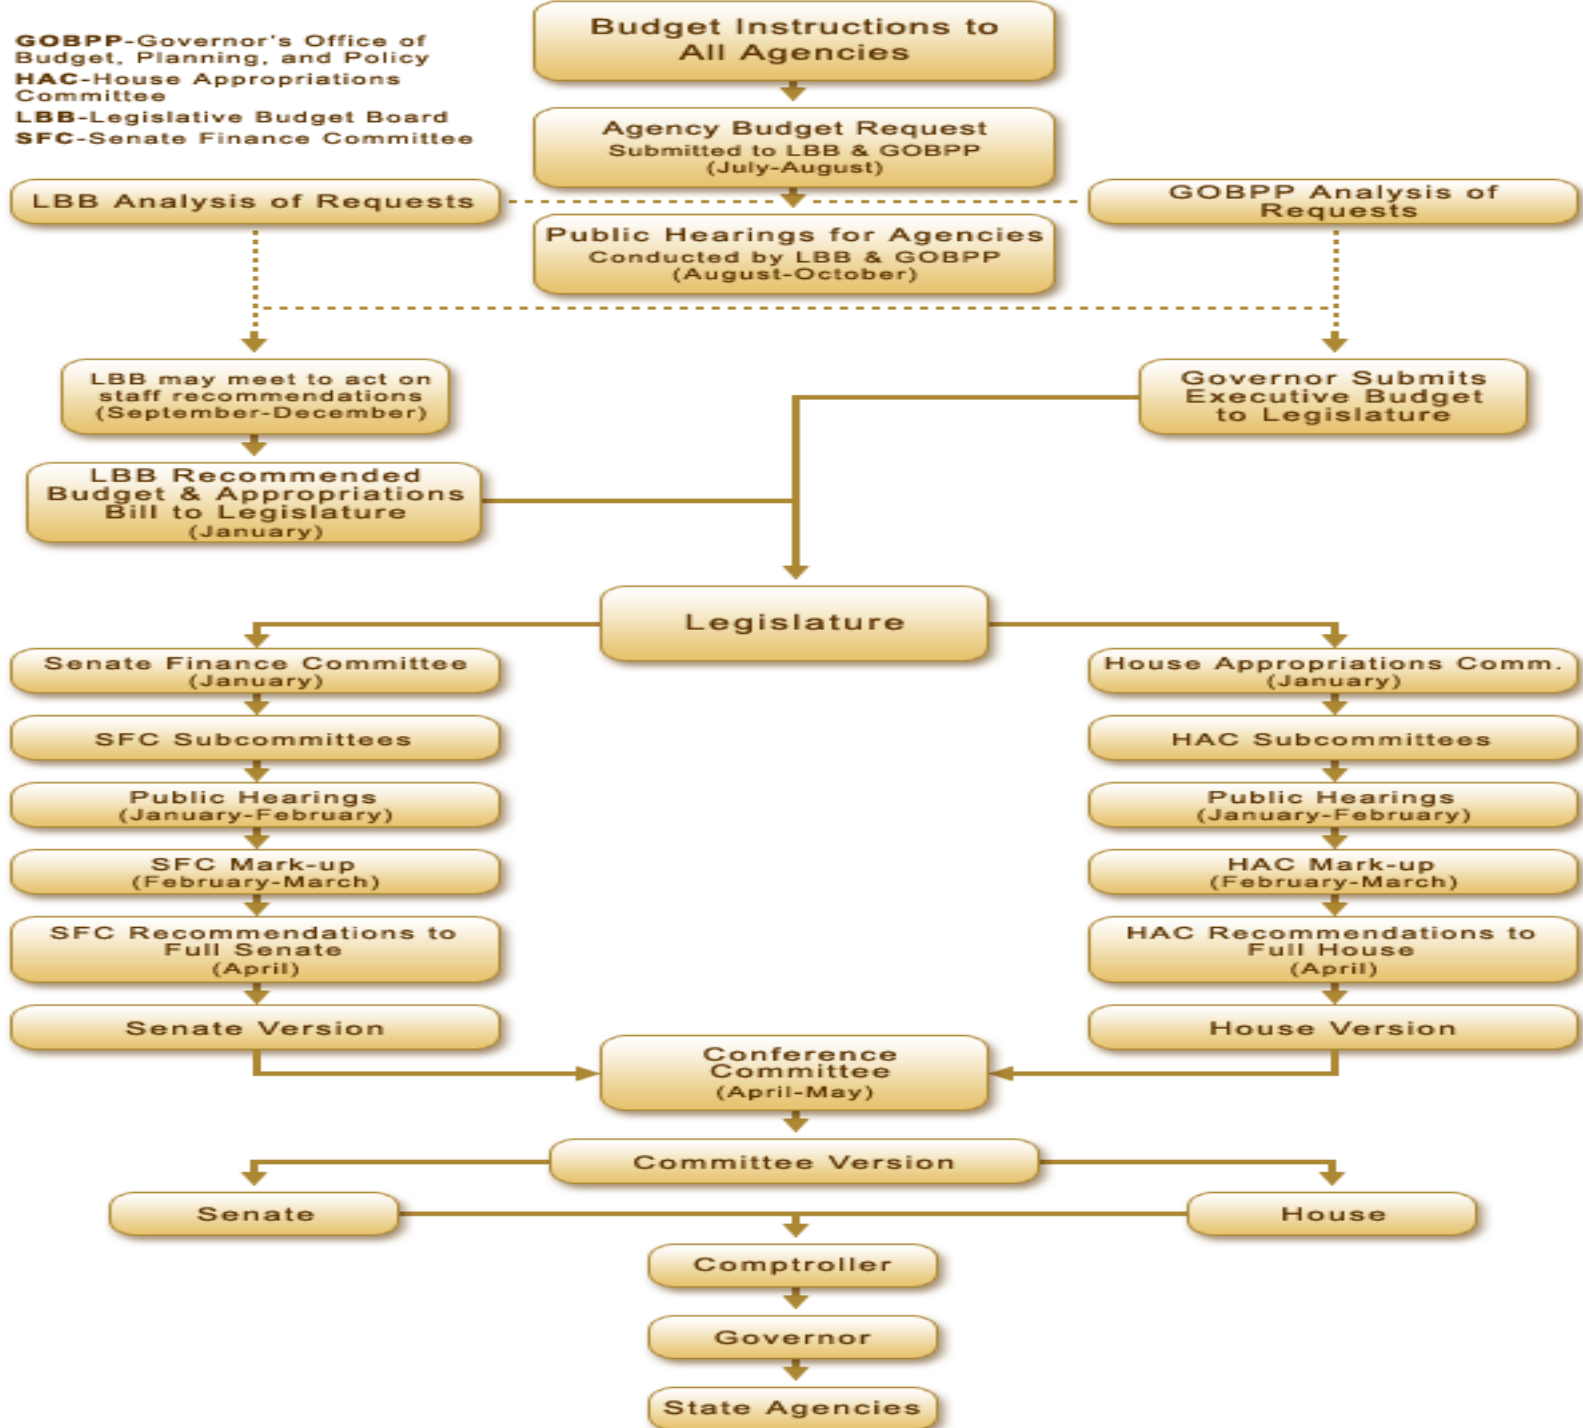 GOBPP-Governor's Office of
Budget, Planning, and Policy
HAC-House Appropriations
Committee
LBB-Legislative Budget Board
SFC-Senate Finance Committee
Budget Instructions to
All Agencies
Agency Budget Request
Submitted to LBB & GOBPP
(July-August)
LBB Analysis of Requests
GOBPP Analysis of
Requests
Public Hearings for Agencies
Conducted by LBB & GOBPP
(August-October)
LBB may meet to act on
staff recommendations
(September-December)
Governor Submits
Executive Budget
to Legislature
LBB Recommended
Budget & Appropriations
Bill to Legislature
(January)
Legislature
Senate Finance Committee
(January)
SFC Subcommittees
Public Hearings
(January-February)
SFC Mark-up
(February-March)
SFC Recommendations to
Full Senate
(April)
Senate Version
House Appropriations Comm.
(January)
HAC Subcommittees
Public Hearings
(January-February)
HAC Mark-up
(February-March)
HAC Recommendations to
Full House
(April)
House Version
Conference
Committee
(April-May)
Committee Version
Senate
House
Comptroller
Governor
State Agencies